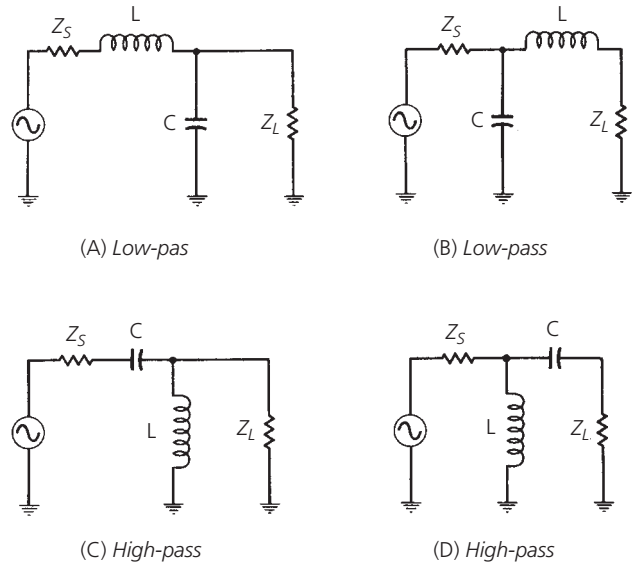 Z_S
L
C
Z_L
(A) Low-pas
Z_S
L
C
Z_L
(B) Low-pass
Z_S
C
L
Z_L
(C) High-pass
Z_S
C
L
Z_L
(D) High-pass